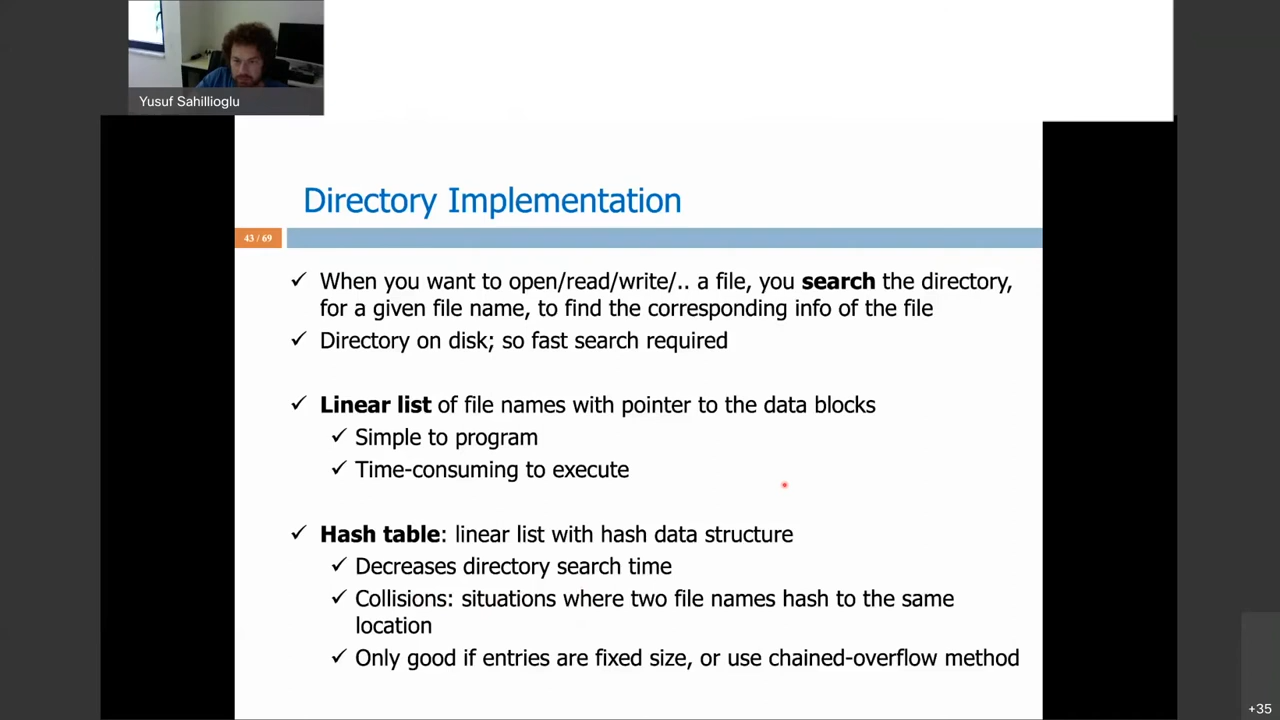 Yusuf Sahillioglu
Directory Implementation
43 / 69
✓ When you want to open/read/write/.. a file, you search the directory,
for a given file name, to find the corresponding info of the file
✓ Directory on disk; so fast search required
✓ Linear list of file names with pointer to the data blocks
✓ Simple to program
✓ Time-consuming to execute
✓ Hash table: linear list with hash data structure
✓ Decreases directory search time
✓ Collisions: situations where two file names hash to the same
location
✓ Only good if entries are fixed size, or use chained-overflow method
+35